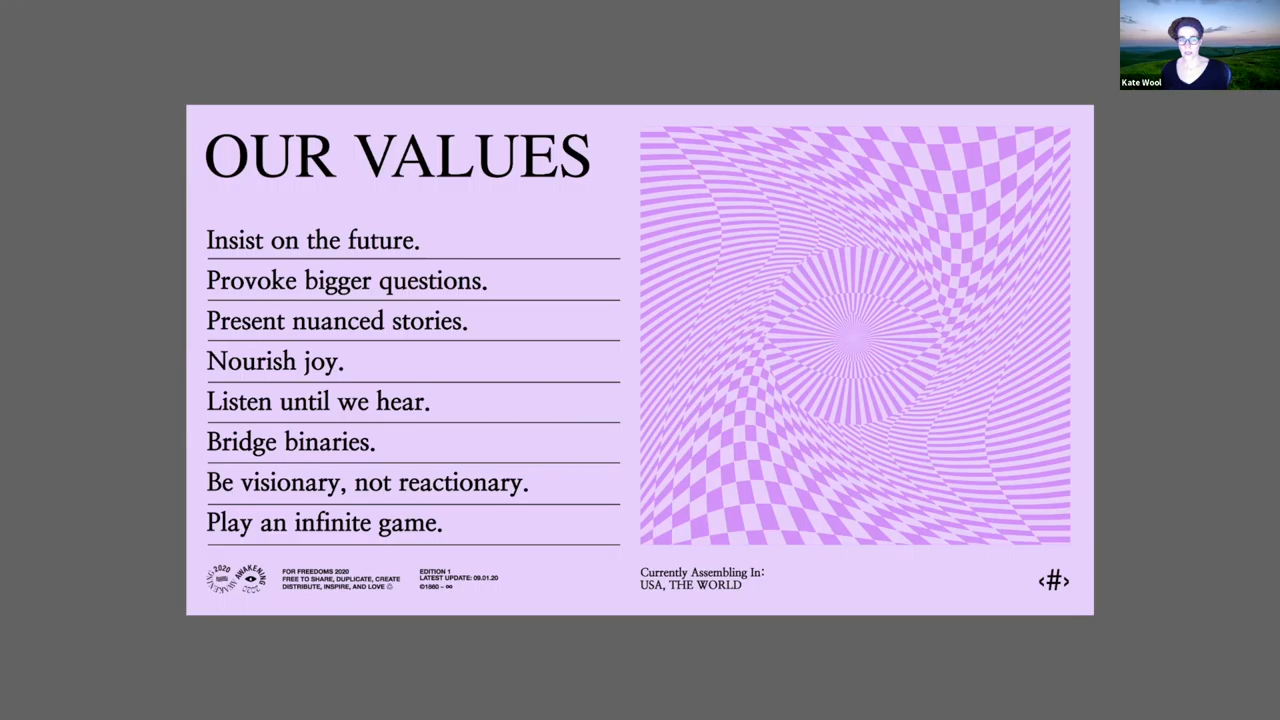 Kate Wool
OUR VALUES
Insist on the future.
Provoke bigger questions.
Present nuanced stories.
Nourish joy.
Listen until we hear.
Bridge binaries.
Be visionary, not reactionary.
Play an infinite game.
2020
AWAKENING
FOR FREEDOMS 2020
FREE TO SHARE, DUPLICATE, CREATE
DISTRIBUTE, INSPIRE, AND LOVE
EDITION 1
LATEST UPDATE: 09.01.20
©1860 – ∞
Currently Assembling In:
USA, THE WORLD
‹#›